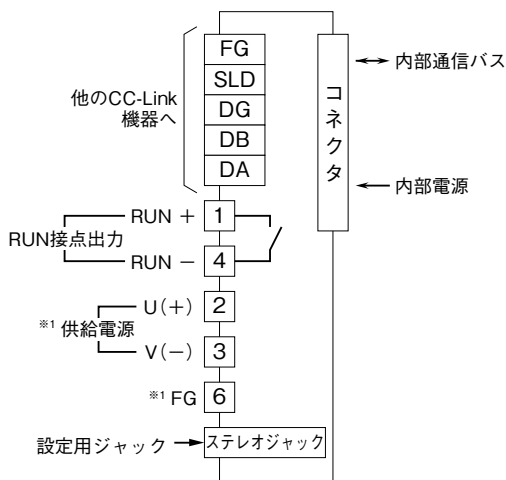 FG
SLD
DG
DB
DA
他のCC-Link
機器へ
コネクタ
内部通信バス
内部電源
RUN + 1
RUN接点出力
RUN － 4
U(+) 2
※1 供給電源
V(－) 3
※1 FG 6
設定用ジャック ステレオジャック